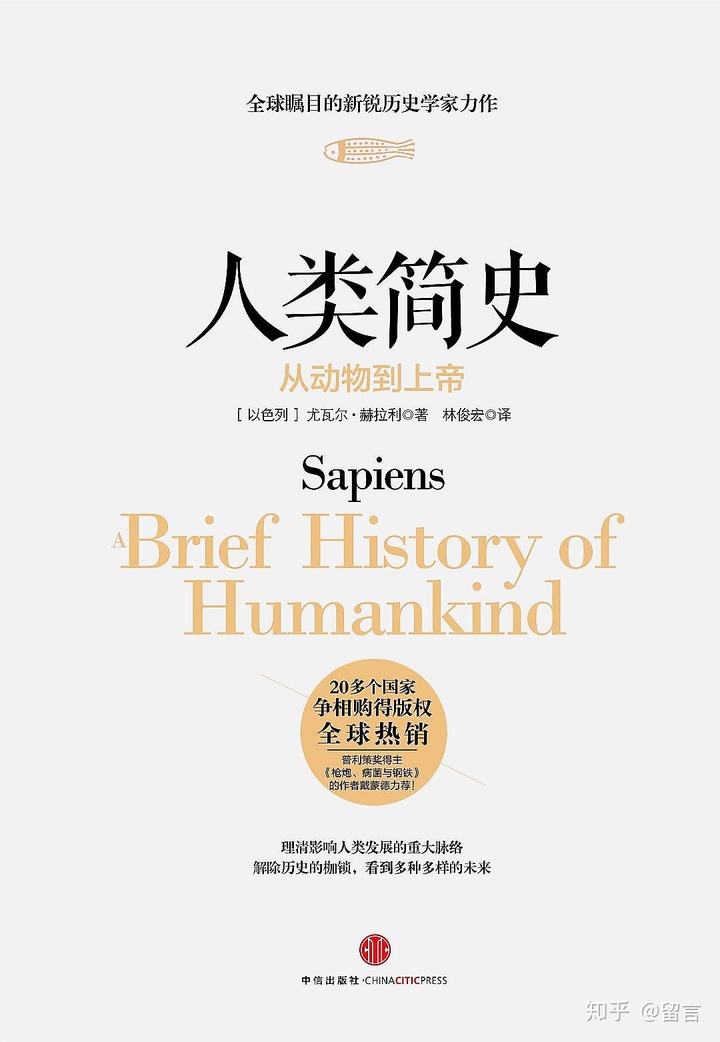 全球瞩目的新锐历史学家力作
人类简史
从动物到上帝
［以色列］尤瓦尔·赫拉利◎著 林俊宏◎译
Sapiens
A Brief History of
Humankind
20多个国家
争相购得版权
全球热销
普利策奖得主
《枪炮、病菌与钢铁》
的作者戴蒙德力荐！
理清影响人类发展的重大脉络
解除历史的枷锁，看到多种多样的未来
中信出版社·CHINACITICPRESS
知乎 @留言